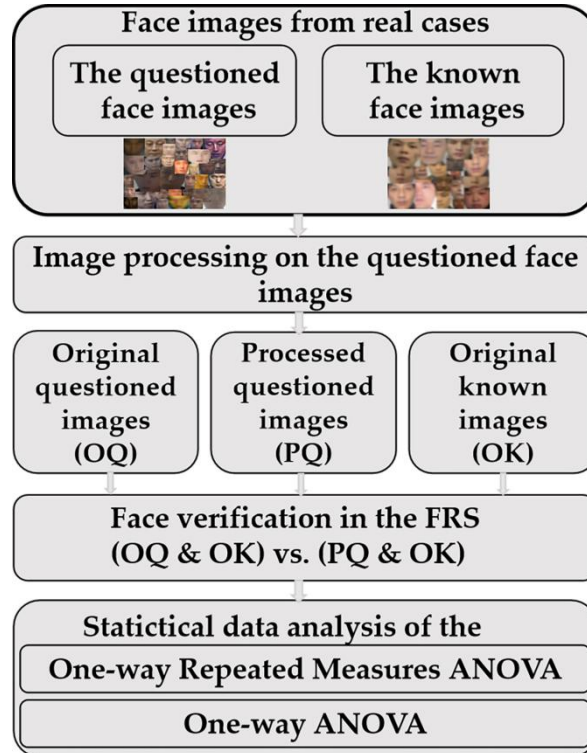 Face images from real cases
The questioned
face images
The known
face images
Image processing on the questioned face
images
Original
questioned
images
(OQ)
Processed
questioned
images
(PQ)
Original
known
images
(OK)
Face verification in the FRS
(OQ & OK) vs. (PQ & OK)
Statictical data analysis of the
One-way Repeated Measures ANOVA
One-way ANOVA